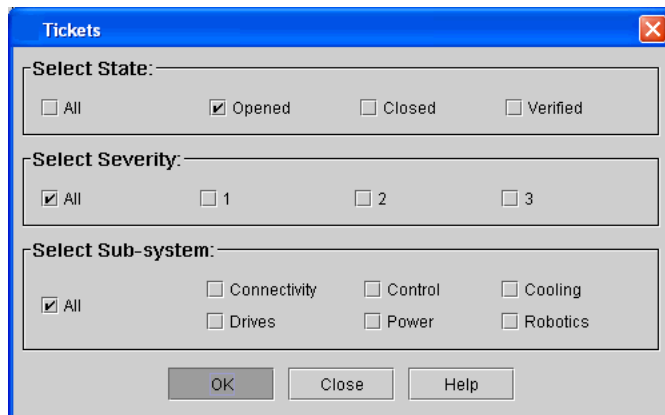 Tickets
Select State:
All Opened Closed Verified
Select Severity:
All 1 2 3
Select Sub-system:
All
Connectivity Control Cooling
Drives Power Robotics
OK Close Help